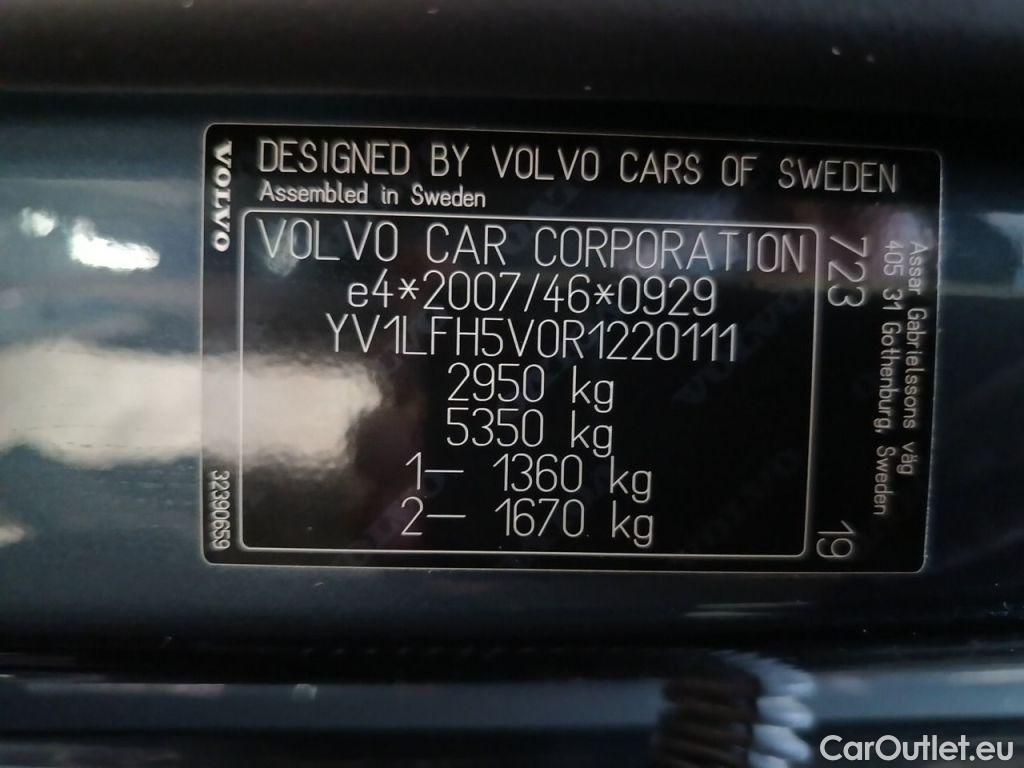 VOLVO
DESIGNED BY VOLVO CARS OF SWEDEN
Assembled in Sweden
VOLVO CAR CORPORATION
e4*2007/46*0929
YV1LFH5V0R1220111
2950 kg
5350 kg
1— 1360 kg
2— 1670 kg
32390659
723
19
Assar Gabrielssons väg
405 31 Gothenburg, Sweden
CarOutlet.eu